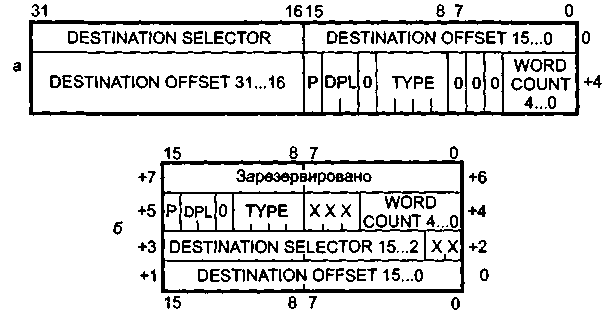 31 16 15 8 7 0
DESTINATION SELECTOR DESTINATION OFFSET 15...0 0
а DESTINATION OFFSET 31...16 P DPL 0 TYPE 0 0 0 WORD COUNT 4...0 +4
15 8 7 0
+7 Зарезервировано +6
+5 P DPL 0 TYPE X X X WORD COUNT 4...0 +4
б
+3 DESTINATION SELECTOR 15...2 X X +2
+1 DESTINATION OFFSET 15...0 0
15 8 7 0